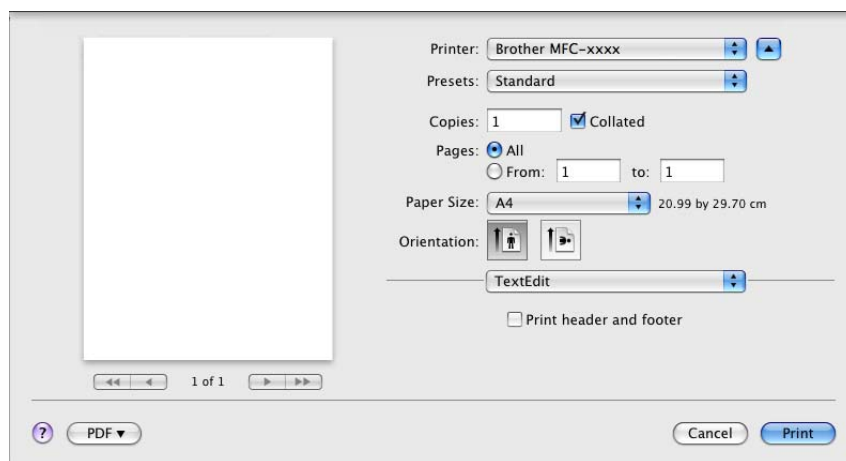 Printer: Brother MFC-xxxx
Presets: Standard
Copies: 1 Collated
Pages: All
From: 1 to: 1
Paper Size: A4 20.99 by 29.70 cm
Orientation:
TextEdit
Print header and footer
1 of 1
? PDF▼ Cancel Print